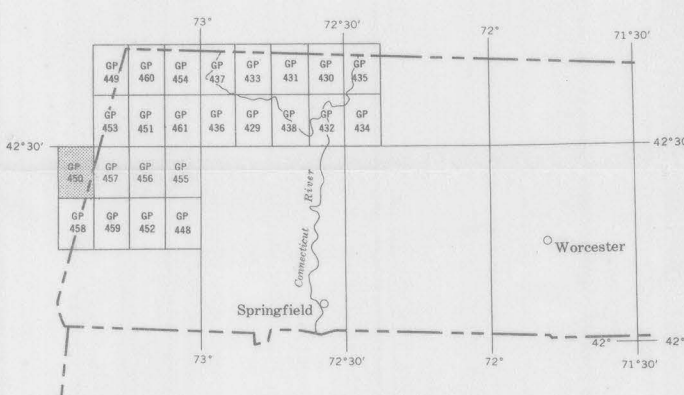 73°
72°30'
72°
71°30'
GP 449
GP 460
GP 454
GP 437
GP 433
GP 431
GP 430
GP 435
GP 453
GP 451
GP 461
GP 436
GP 429
GP 438
GP 432
GP 434
42°30'
42°30'
GP 450
GP 457
GP 456
GP 455
GP 458
GP 459
GP 452
GP 448
Connecticut River
Worcester
Springfield
42°
42°
73°
72°30'
72°
71°30'